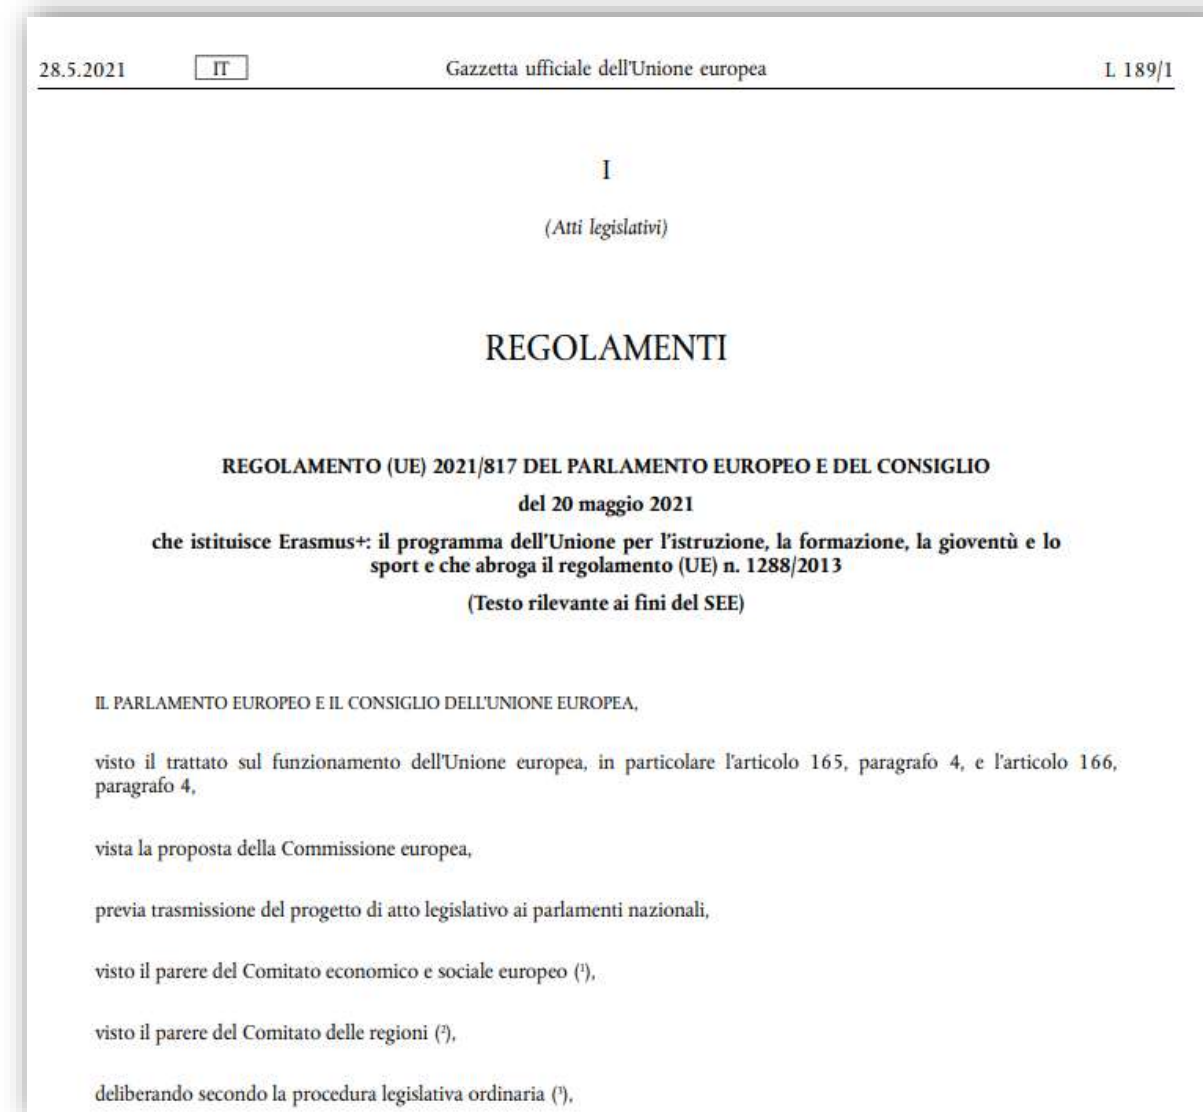 28.5.2021 IT Gazzetta ufficiale dell'Unione europea L 189/1
I
(Atti legislativi)
REGOLAMENTI
REGOLAMENTO (UE) 2021/817 DEL PARLAMENTO EUROPEO E DEL CONSIGLIO
del 20 maggio 2021
che istituisce Erasmus+: il programma dell'Unione per l'istruzione, la formazione, la gioventù e lo
sport e che abroga il regolamento (UE) n. 1288/2013
(Testo rilevante ai fini del SEE)
IL PARLAMENTO EUROPEO E IL CONSIGLIO DELL'UNIONE EUROPEA,
visto il trattato sul funzionamento dell'Unione europea, in particolare l'articolo 165, paragrafo 4, e l'articolo 166,
paragrafo 4,
vista la proposta della Commissione europea,
previa trasmissione del progetto di atto legislativo ai parlamenti nazionali,
visto il parere del Comitato economico e sociale europeo (¹),
visto il parere del Comitato delle regioni (²),
deliberando secondo la procedura legislativa ordinaria (³),